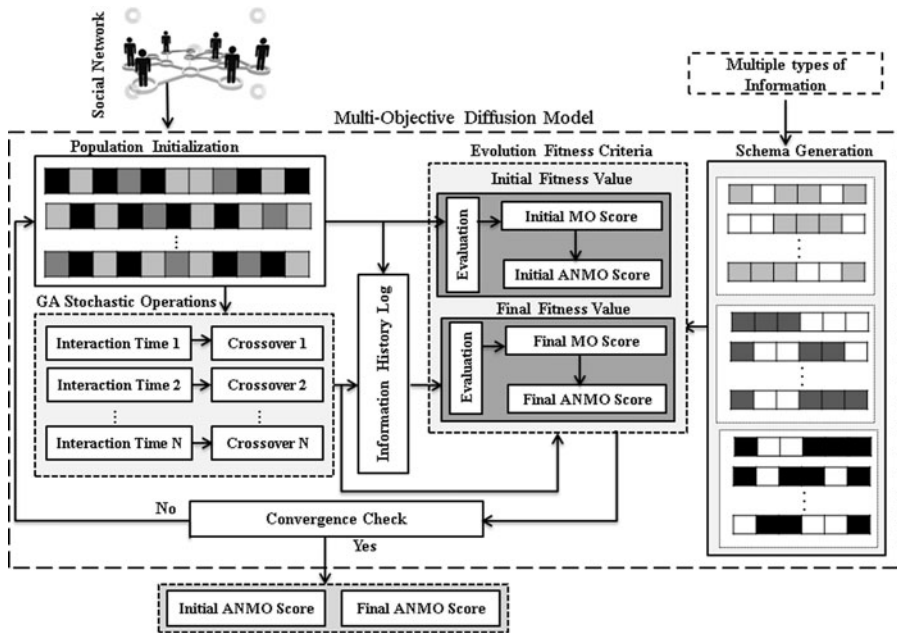 Social Network
Multiple types of
Information
Multi-Objective Diffusion Model
Population Initialization
Evolution Fitness Criteria
Schema Generation
Initial Fitness Value
Evaluation
Initial MO Score
Initial ANMO Score
GA Stochastic Operations
Information History Log
Final Fitness Value
Evaluation
Final MO Score
Final ANMO Score
Interaction Time 1
Crossover 1
Interaction Time 2
Crossover 2
Interaction Time N
Crossover N
No
Convergence Check
Yes
Initial ANMO Score
Final ANMO Score